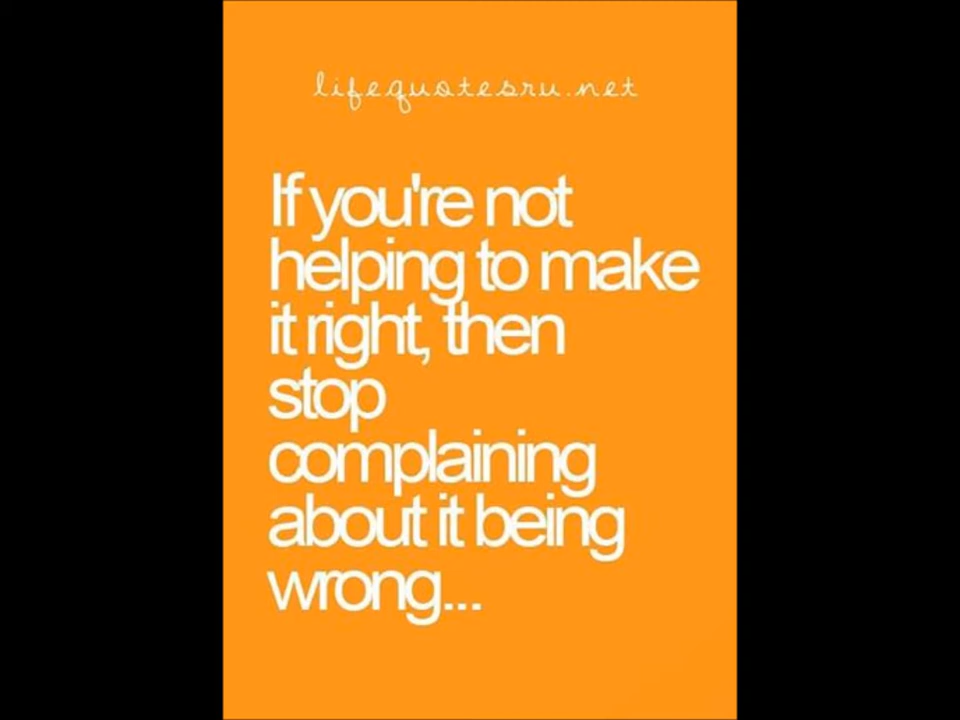 lifequotesru.net
If you're not
helping to make
it right, then
stop
complaining
about it being
wrong...